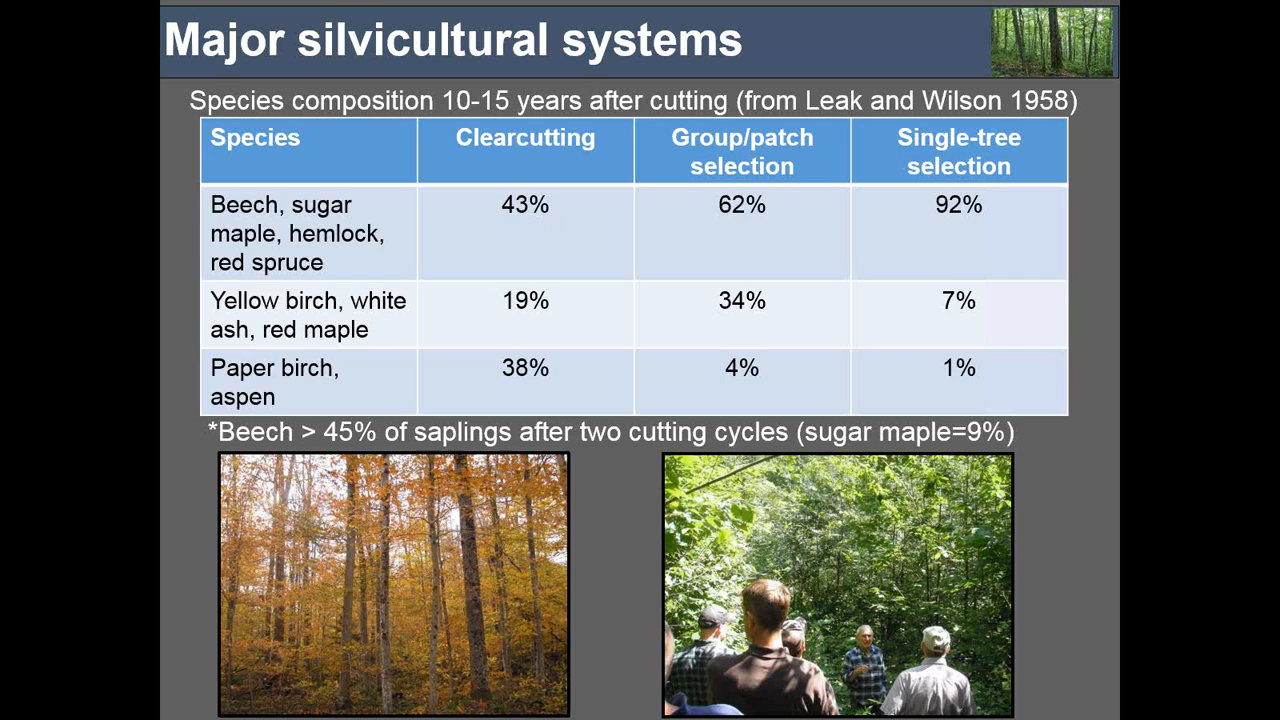 Major silvicultural systems
Species composition 10-15 years after cutting (from Leak and Wilson 1958)
Species Clearcutting Group/patch selection Single-tree selection
Beech, sugar maple, hemlock, red spruce 43% 62% 92%
Yellow birch, white ash, red maple 19% 34% 7%
Paper birch, aspen 38% 4% 1%
*Beech > 45% of saplings after two cutting cycles (sugar maple=9%)